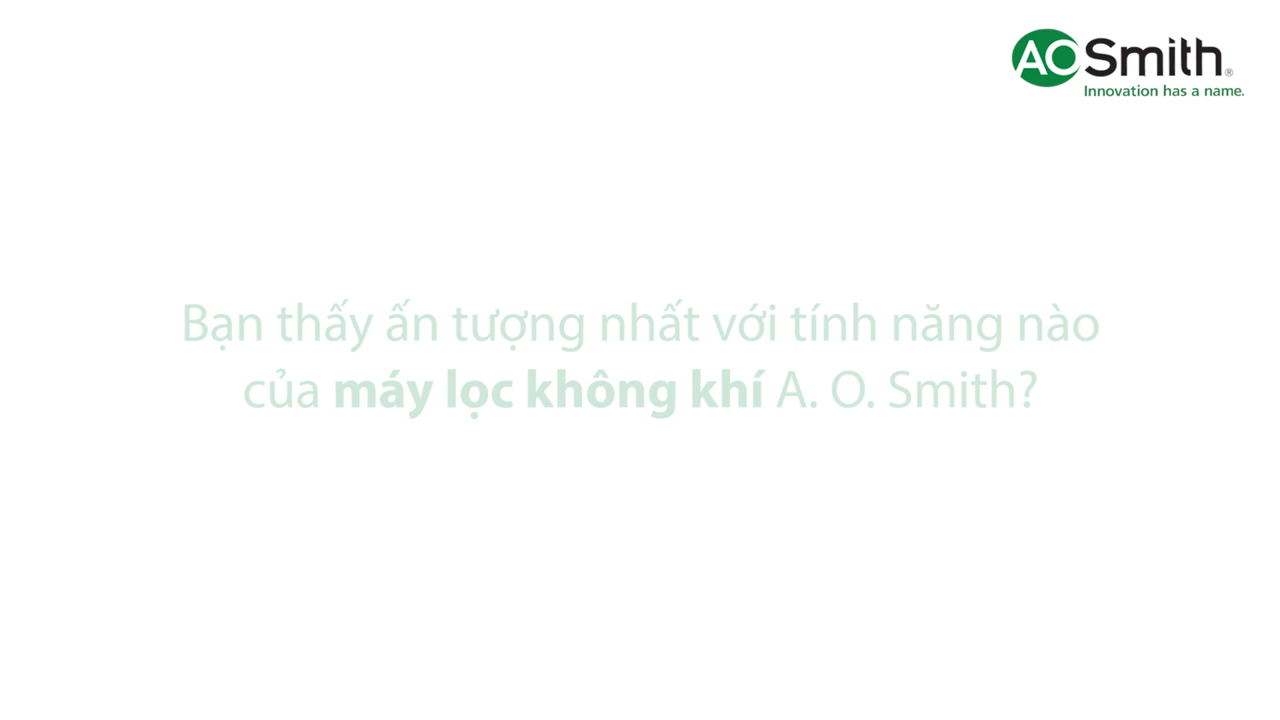 AOSmith®
Innovation has a name.
Bạn thấy ấn tượng nhất với tính năng nào
của máy lọc không khí A. O. Smith?